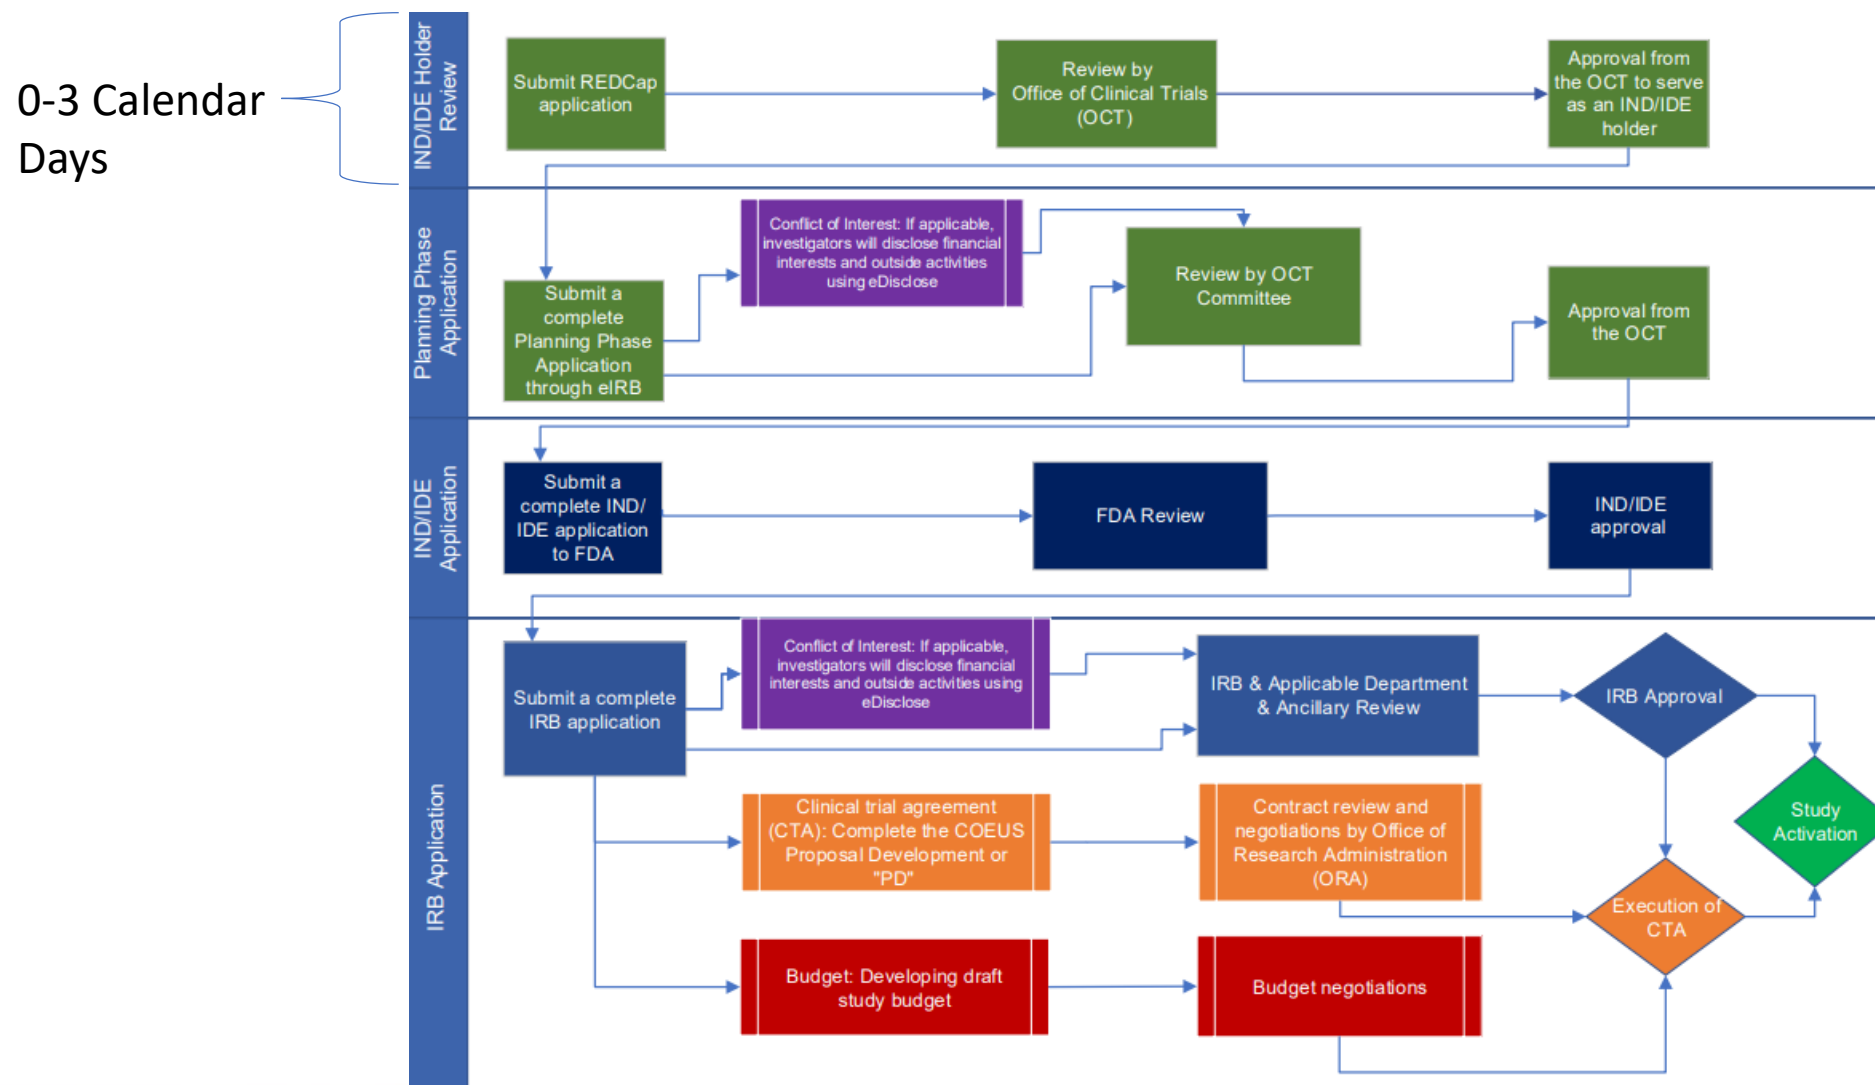 0-3 Calendar
Days
IND/IDE Holder
Review
Submit REDCap
application
Review by
Office of Clinical Trials
(OCT)
Approval from
the OCT to serve
as an IND/IDE
holder
Planning Phase
Application
Submit a
complete
Planning Phase
Application
through eIRB
Conflict of Interest: If applicable,
investigators will disclose financial
interests and outside activities
using eDisclose
Review by OCT
Committee
Approval from
the OCT
IND/IDE
Application
Submit a
complete IND/
IDE application
to FDA
FDA Review
IND/IDE
approval
IRB Application
Submit a complete
IRB application
Conflict of Interest: If applicable,
investigators will disclose financial
interests and outside activities using
eDisclose
IRB & Applicable Department
& Ancillary Review
IRB Approval
Clinical trial agreement
(CTA): Complete the COEUS
Proposal Development or
"PD"
Contract review and
negotiations by Office of
Research Administration
(ORA)
Study
Activation
Execution of
CTA
Budget: Developing draft
study budget
Budget negotiations